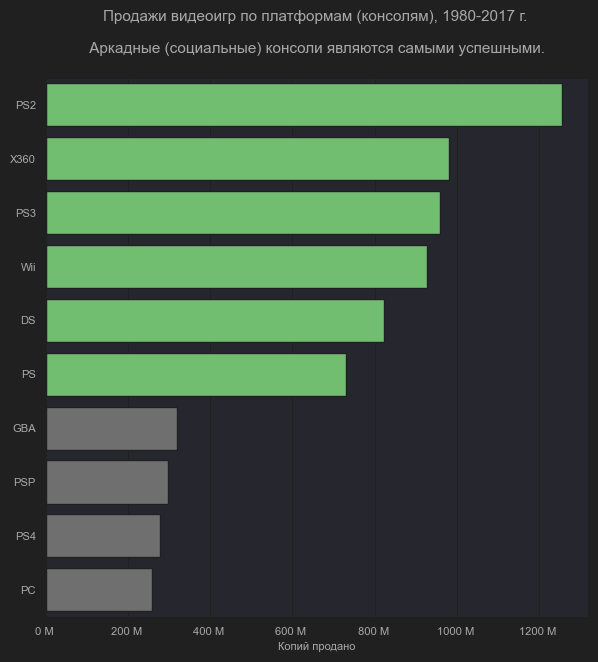 Продажи видеоигр по платформам (консолям), 1980-2017 г.
Аркадные (социальные) консоли являются самыми успешными.
PS2
X360
PS3
Wii
DS
PS
GBA
PSP
PS4
PC
0 M 200 M 400 M 600 M 800 M 1000 M 1200 M
Копий продано